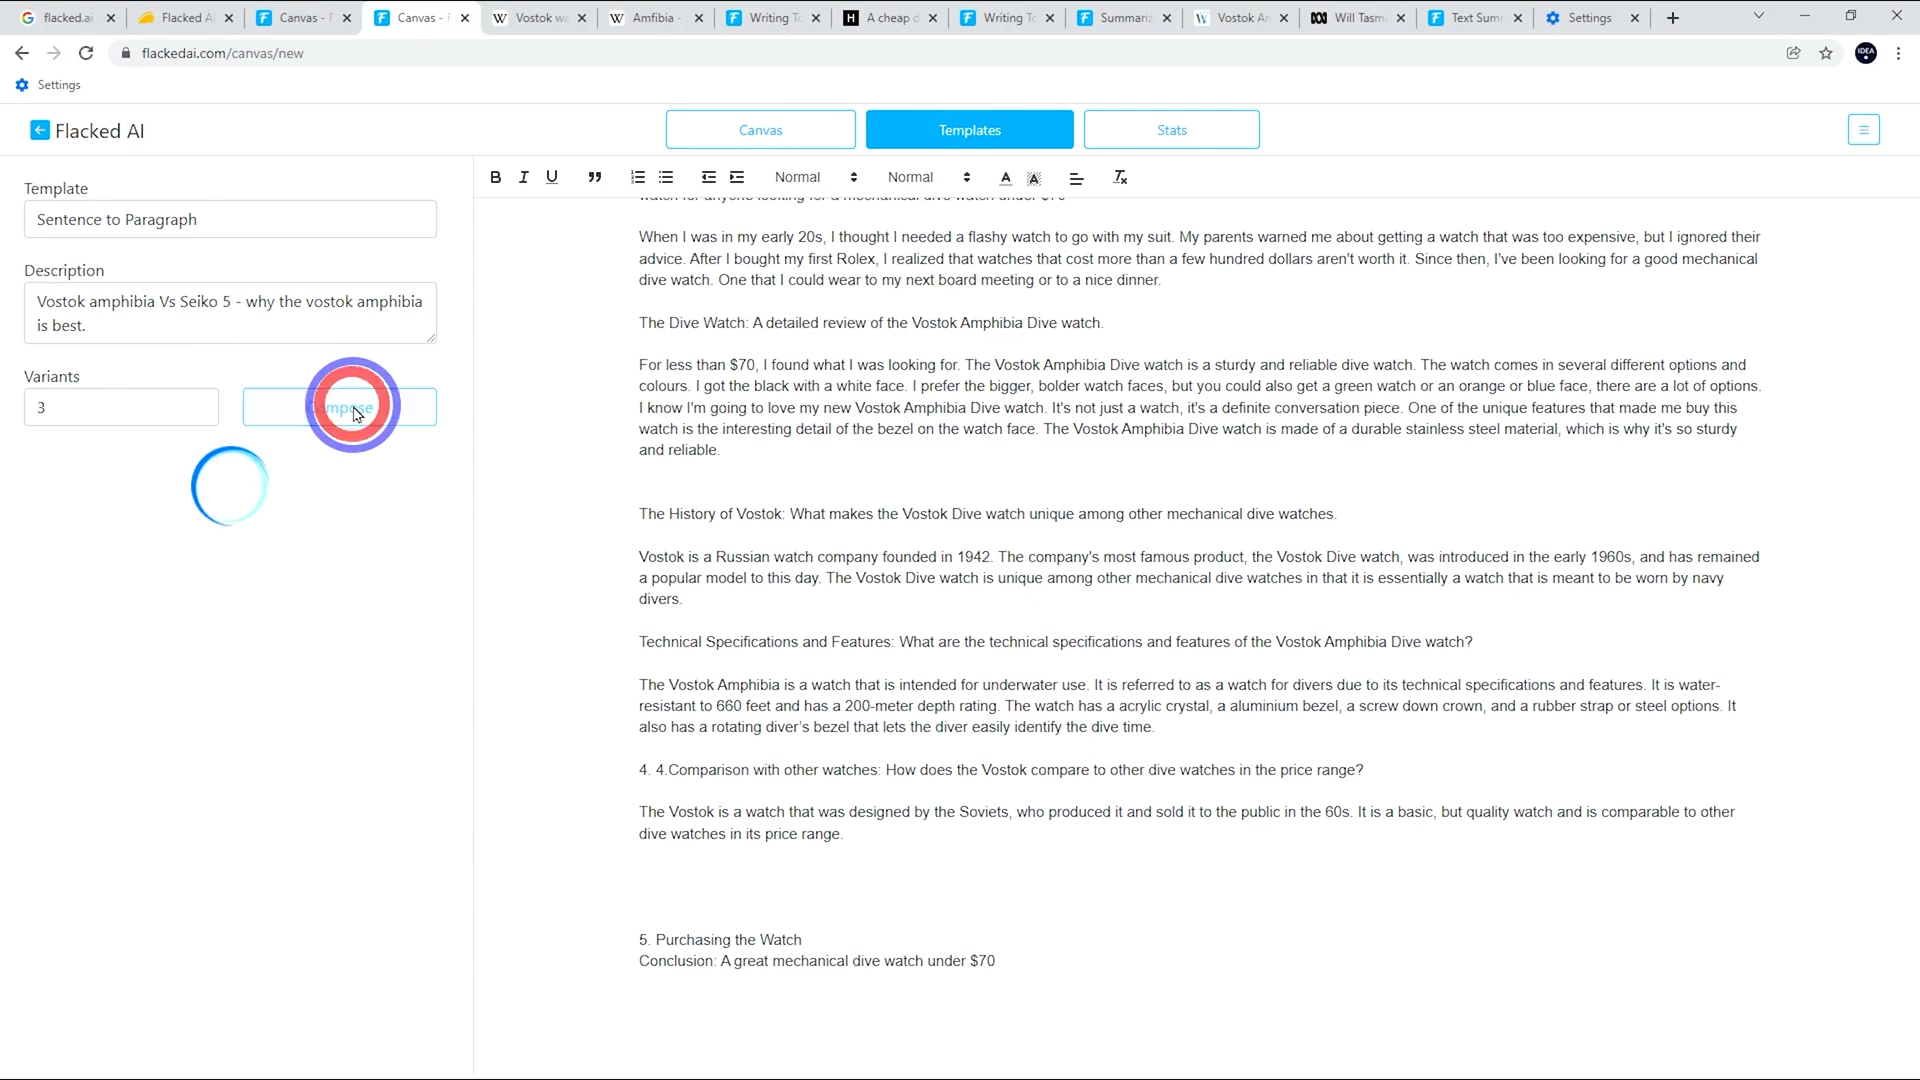 flacked.ai
Flacked A
Canvas - F
Canvas - F
Vostok wa
Amfibia -
Writing To
A cheap d
Writing To
Summariz
Vostok An
Will Tasma
Text Sum
Settings
flackedai.com/canvas/new
IDEA
Settings
Flacked AI
Canvas
Templates
Stats
Template
Sentence to Paragraph
Description
Vostok amphibia Vs Seiko 5 - why the vostok amphibia
is best.
Variants
3
Compose
B I U Normal Normal A A
watch for anyone looking for a mechanical dive watch under $70
When I was in my early 20s, I thought I needed a flashy watch to go with my suit. My parents warned me about getting a watch that was too expensive, but I ignored their
advice. After I bought my first Rolex, I realized that watches that cost more than a few hundred dollars aren't worth it. Since then, I've been looking for a good mechanical
dive watch. One that I could wear to my next board meeting or to a nice dinner.
The Dive Watch: A detailed review of the Vostok Amphibia Dive watch.
For less than $70, I found what I was looking for. The Vostok Amphibia Dive watch is a sturdy and reliable dive watch. The watch comes in several different options and
colours. I got the black with a white face. I prefer the bigger, bolder watch faces, but you could also get a green watch or an orange or blue face, there are a lot of options.
I know I'm going to love my new Vostok Amphibia Dive watch. It's not just a watch, it's a definite conversation piece. One of the unique features that made me buy this
watch is the interesting detail of the bezel on the watch face. The Vostok Amphibia Dive watch is made of a durable stainless steel material, which is why it's so sturdy
and reliable.
The History of Vostok: What makes the Vostok Dive watch unique among other mechanical dive watches.
Vostok is a Russian watch company founded in 1942. The company's most famous product, the Vostok Dive watch, was introduced in the early 1960s, and has remained
a popular model to this day. The Vostok Dive watch is unique among other mechanical dive watches in that it is essentially a watch that is meant to be worn by navy
divers.
Technical Specifications and Features: What are the technical specifications and features of the Vostok Amphibia Dive watch?
The Vostok Amphibia is a watch that is intended for underwater use. It is referred to as a watch for divers due to its technical specifications and features. It is water-
resistant to 660 feet and has a 200-meter depth rating. The watch has a acrylic crystal, a aluminium bezel, a screw down crown, and a rubber strap or steel options. It
also has a rotating diver’s bezel that lets the diver easily identify the dive time.
4. 4.Comparison with other watches: How does the Vostok compare to other dive watches in the price range?
The Vostok is a watch that was designed by the Soviets, who produced it and sold it to the public in the 60s. It is a basic, but quality watch and is comparable to other
dive watches in its price range.
5. Purchasing the Watch
Conclusion: A great mechanical dive watch under $70